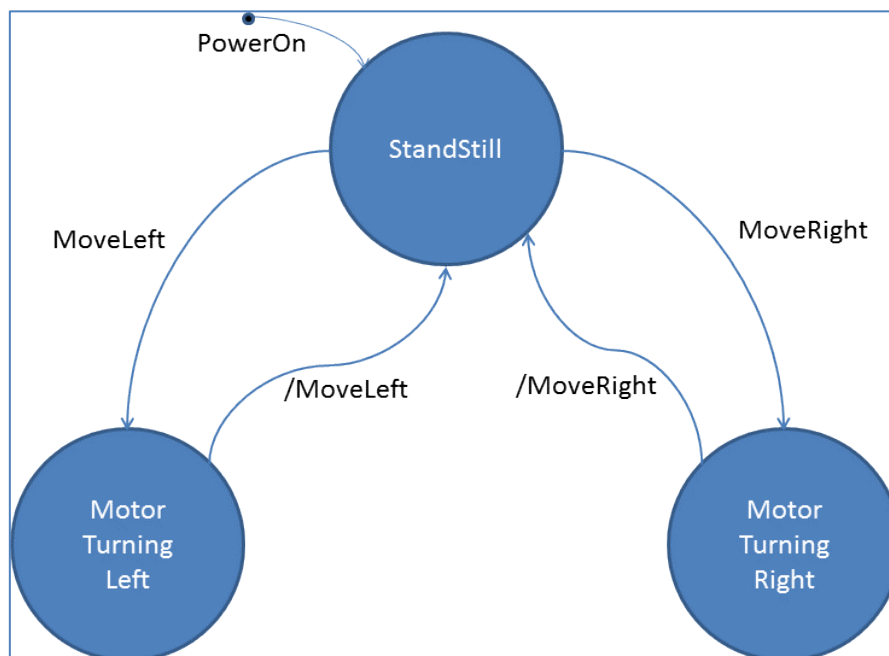 PowerOn
StandStill
MoveLeft
MoveRight
/MoveLeft
/MoveRight
Motor
Turning
Left
Motor
Turning
Right